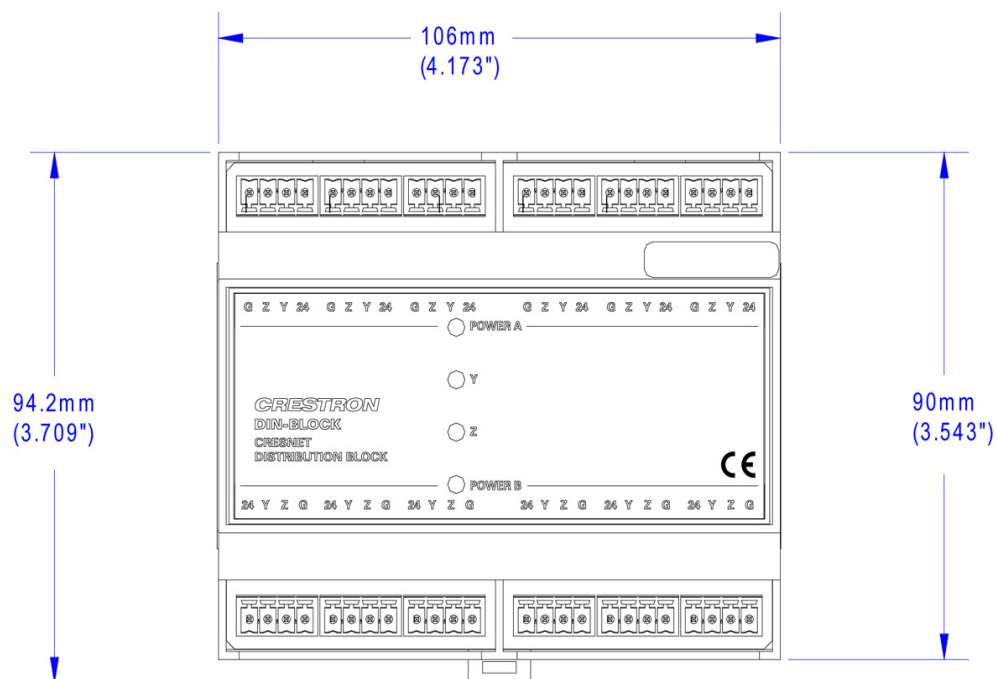 106mm
(4.173")
G Z Y 24 G Z Y 24 G Z Y 24 G Z Y 24 G Z Y 24 G Z Y 24
POWER A
Y
94.2mm
(3.709")
CRESTRON
DIN-BLOCK
CRESNET
DISTRIBUTION BLOCK
Z
90mm
(3.543")
CE
POWER B
24 Y Z G 24 Y Z G 24 Y Z G 24 Y Z G 24 Y Z G 24 Y Z G